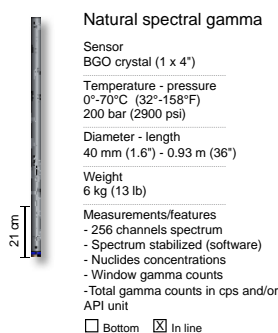 Natural spectral gamma
Sensor
BGO crystal (1 x 4")
Temperature - pressure
0°-70°C (32°-158°F)
200 bar (2900 psi)
Diameter - length
40 mm (1.6") - 0.93 m (36")
Weight
6 kg (13 lb)
21 cm
Measurements/features
- 256 channels spectrum
- Spectrum stabilized (software)
- Nuclides concentrations
- Window gamma counts
-Total gamma counts in cps and/or
API unit
☐ Bottom ☒ In line